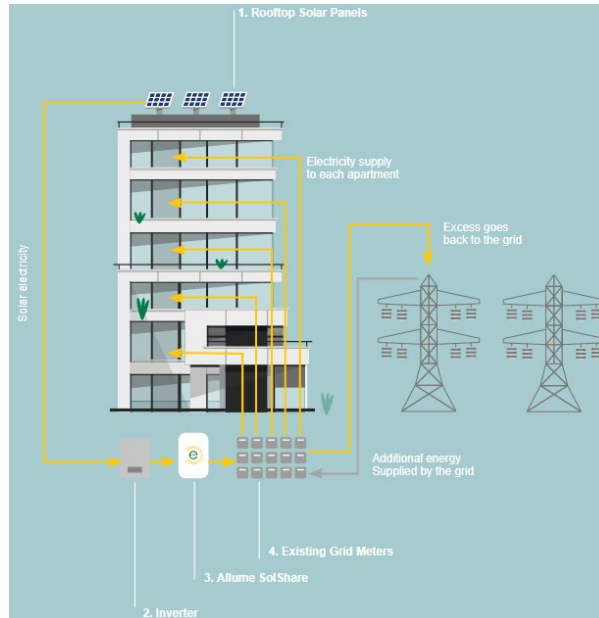 1. Rooftop Solar Panels
Electricity supply
to each apartment
Excess goes
back to the grid
Solar electricity
e
Additional energy
Supplied by the grid
4. Existing Grid Meters
3. Allume SolShare
2. Inverter